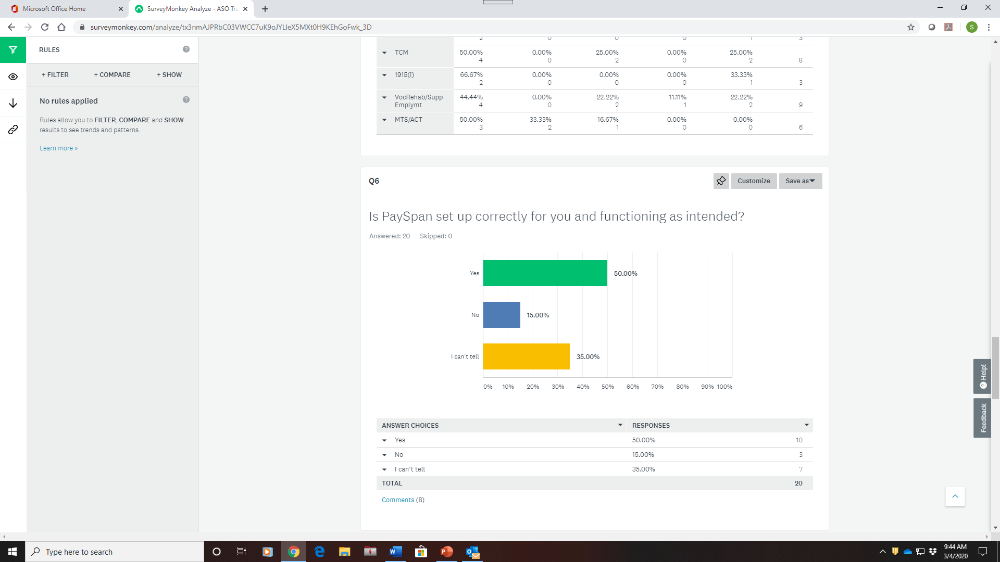 Microsoft Office Home
SurveyMonkey Analyze - ASO Tra
surveymonkey.com/analyze/tx3nmAJPRbC03VWCC7uK9oJYLIeX5MXt0H9KEhGoFwk_3D
S
RULES
+ FILTER + COMPARE + SHOW
No rules applied
Rules allow you to FILTER, COMPARE and SHOW
results to see trends and patterns.
Learn more »
2 0 0 0 1 3
TCM 50.00% 0.00% 25.00% 0.00% 25.00%
4 0 2 0 2 8
1915(i) 66.67% 0.00% 0.00% 0.00% 33.33%
2 0 0 0 1 3
VocRehab/Supp 44.44% 0.00% 22.22% 11.11% 22.22%
Emplymt 4 0 2 1 2 9
MTS/ACT 50.00% 33.33% 16.67% 0.00% 0.00%
3 2 1 0 0 6
Q6
Customize
Save as
Is PaySpan set up correctly for you and functioning as intended?
Answered: 20 Skipped: 0
Yes 50.00%
No 15.00%
I can't tell 35.00%
0% 10% 20% 30% 40% 50% 60% 70% 80% 90% 100%
ANSWER CHOICES RESPONSES
Yes 50.00% 10
No 15.00% 3
I can't tell 35.00% 7
TOTAL 20
Comments (8)
Help!
Feedback
Type here to search
9:44 AM
3/4/2020